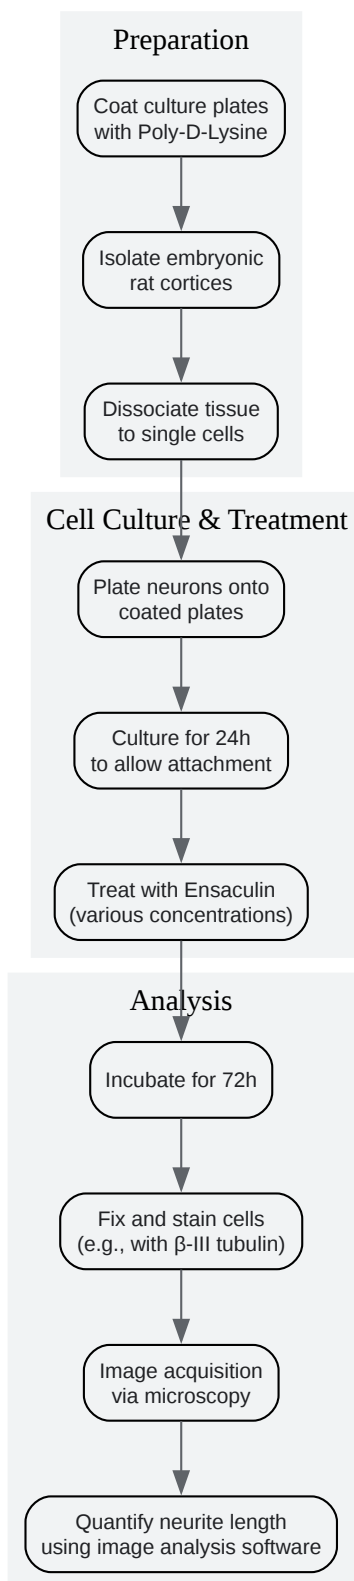 Preparation
Coat culture plates
with Poly-D-Lysine
Isolate embryonic
rat cortices
Dissociate tissue
to single cells
Cell Culture & Treatment
Plate neurons onto
coated plates
Culture for 24h
to allow attachment
Treat with Ensaculin
(various concentrations)
Analysis
Incubate for 72h
Fix and stain cells
(e.g., with β-III tubulin)
Image acquisition
via microscopy
Quantify neurite length
using image analysis software